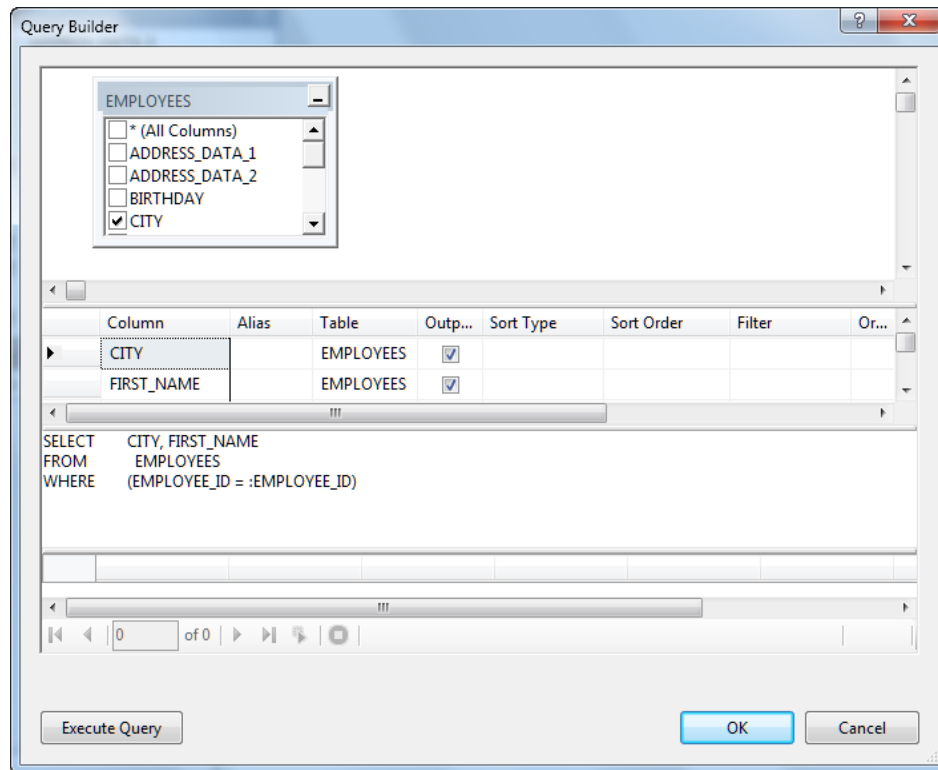 Query Builder
EMPLOYEES
* (All Columns)
ADDRESS_DATA_1
ADDRESS_DATA_2
BIRTHDAY
CITY
Column Alias Table Outp... Sort Type Sort Order Filter Or...
CITY EMPLOYEES
FIRST_NAME EMPLOYEES
SELECT CITY, FIRST_NAME
FROM EMPLOYEES
WHERE (EMPLOYEE_ID = :EMPLOYEE_ID)
0 of 0
Execute Query OK Cancel